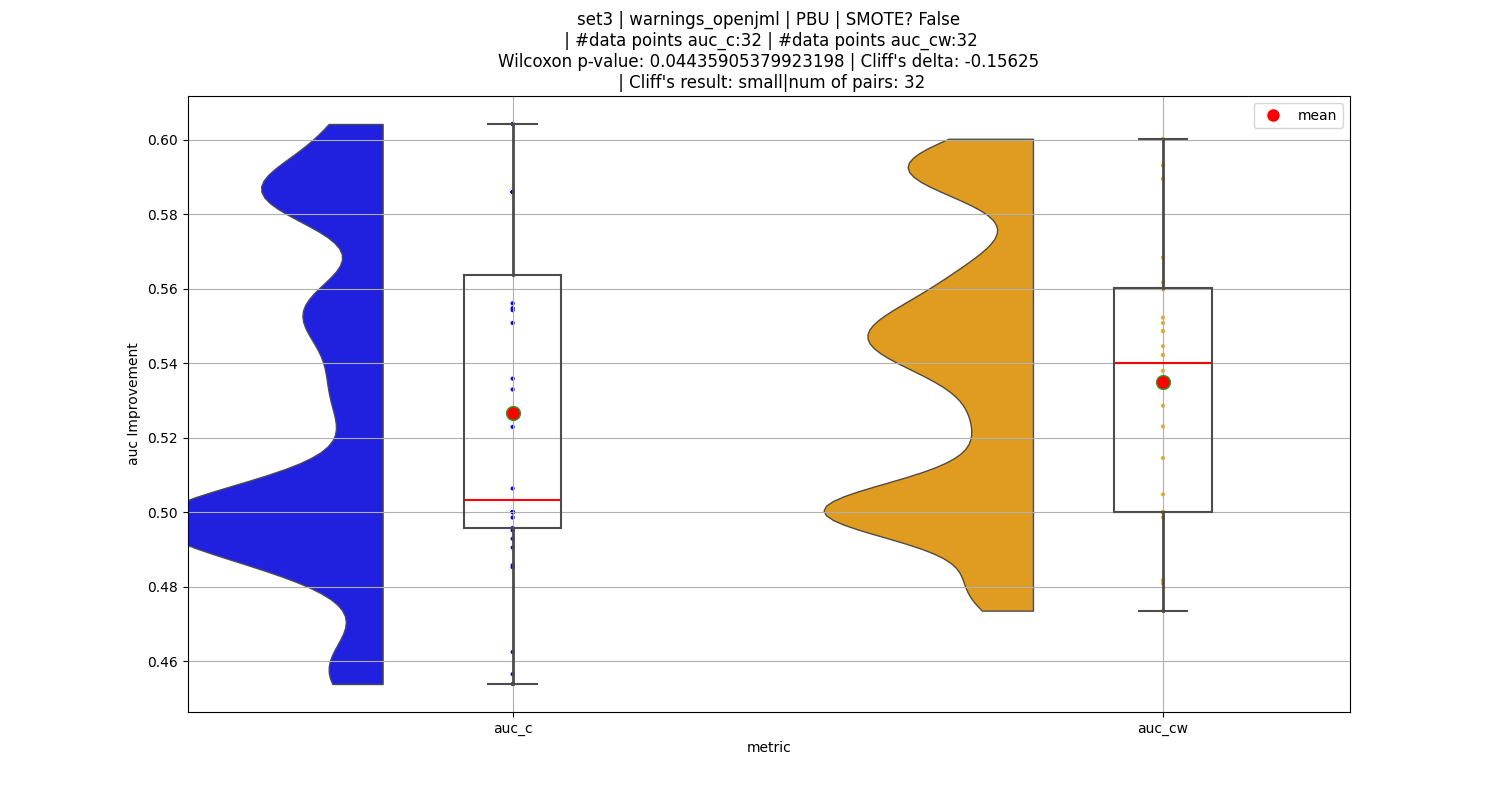 set3 | warnings_openjml | PBU | SMOTE? False
| #data points auc_c:32 | #data points auc_cw:32
Wilcoxon p-value: 0.04435905379923198 | Cliff's delta: -0.15625
| Cliff's result: small|num of pairs: 32
mean
0.60
0.58
0.56
0.54
0.52
0.50
0.48
0.46
auc Improvement
auc_c
auc_cw
metric